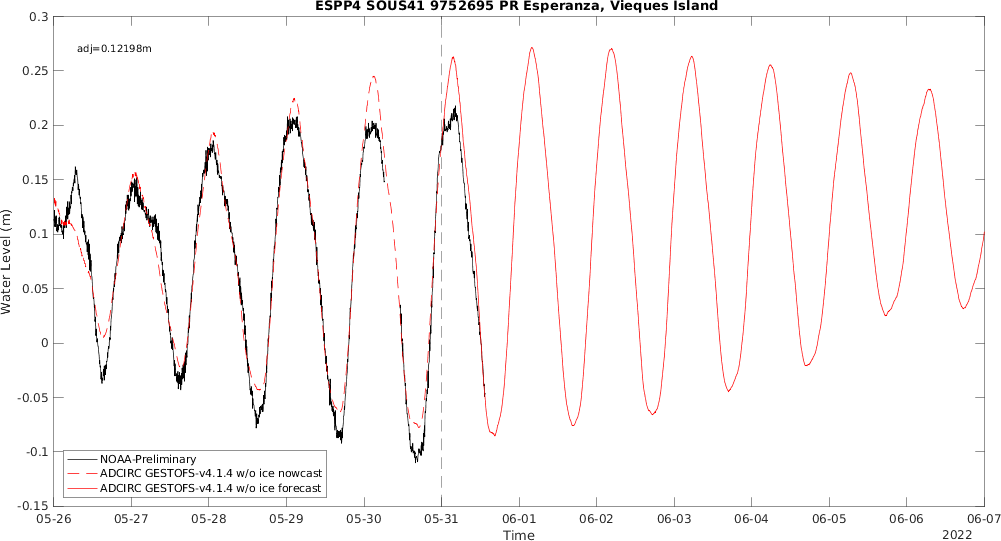 ESPP4 SOUS41 9752695 PR Esperanza, Vieques Island
adj=0.12198m
0.3
0.25
0.2
0.15
0.1
0.05
0
-0.05
-0.1
-0.15
Water Level (m)
NOAA-Preliminary
ADCIRC GESTOFS-v4.1.4 w/o ice nowcast
ADCIRC GESTOFS-v4.1.4 w/o ice forecast
05-26 05-27 05-28 05-29 05-30 05-31 06-01 06-02 06-03 06-04 06-05 06-06 06-07
Time
2022